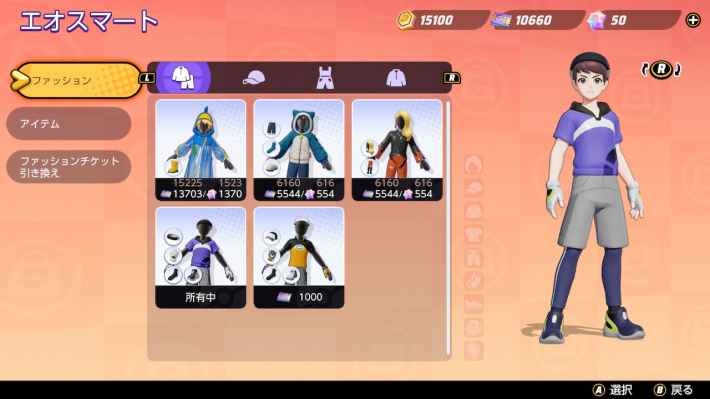 エオスマート
15100
10660
50
L
R
R
ファッション
アイテム
ファッションチケット
引き換え
15225 1523
13703/ 1370
6160 616
5544/ 554
6160 616
5544/ 554
所有中
1000
A 選択 B 戻る